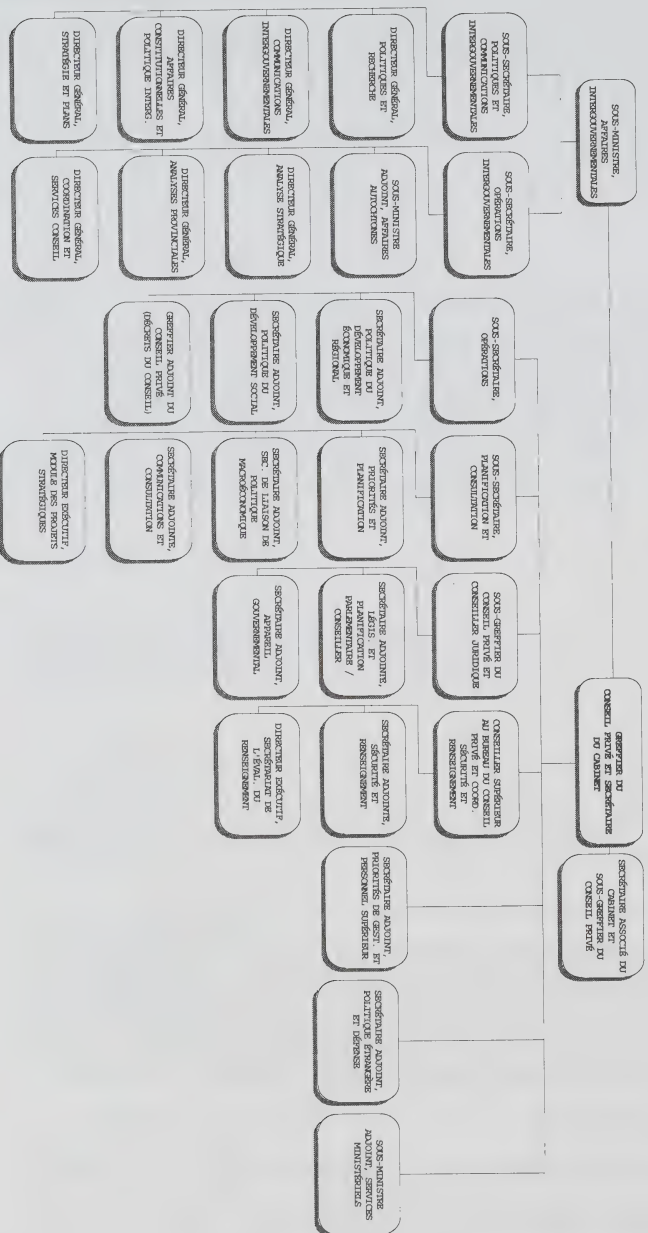 GREFFIER DU
CONSEIL PRIVÉ ET SECRÉTAIRE
DU CABINET
SECRÉTAIRE ASSOCIÉ DU
CABINET ET
SOUS-GREFFIER DU
CONSEIL PRIVÉ
SOUS-MINISTRE,
AFFAIRES
INTERGOUVERNEMENTALES
SOUS-SECRÉTAIRE,
POLITIQUES ET
COMMUNICATIONS
INTERGOUVERNEMENTALES
DIRECTEUR GÉNÉRAL,
POLITIQUES ET
RECHERCHE
DIRECTEUR GÉNÉRAL,
COMMUNICATIONS
INTERGOUVERNEMENTALES
DIRECTEUR GÉNÉRAL,
AFFAIRES
CONSTITUTIONNELLES ET
POLITIQUE INTERG.
DIRECTEUR GÉNÉRAL,
STRATÉGIE ET PLANS
SOUS-SECRÉTAIRE,
OPÉRATIONS
INTERGOUVERNEMENTALES
SOUS-MINISTRE
ADJOINT, AFFAIRES
AUTOCHTONES
DIRECTEUR GÉNÉRAL,
ANALYSE STRATÉGIQUE
DIRECTEUR GÉNÉRAL,
ANALYSES PROVINCIALES
DIRECTEUR GÉNÉRAL,
COORDINATION ET
SERVICES CONSEIL
SOUS-SECRÉTAIRE,
OPÉRATIONS
SECRÉTAIRE ADJOINT,
POLITIQUE DU
DÉVELOPPEMENT
ÉCONOMIQUE ET
RÉGIONAL
SECRÉTAIRE ADJOINT,
POLITIQUE DU
DÉVELOPPEMENT SOCIAL
GREFFIER ADJOINT DU
CONSEIL PRIVÉ
(DÉCRETS DU CONSEIL)
SOUS-SECRÉTAIRE,
PLANIFICATION ET
CONSULTATION
SECRÉTAIRE ADJOINT,
PRIORITÉS ET
PLANIFICATION
SECRÉTAIRE ADJOINT,
SEC. DE LIAISON DE
POLITIQUE
MACROÉCONOMIQUE
SECRÉTAIRE ADJOINTE,
COMMUNICATIONS ET
CONSULTATION
DIRECTEUR EXÉCUTIF,
MODULE DES PROJETS
STRATÉGIQUES
SOUS-GREFFIER DU
CONSEIL PRIVÉ ET
CONSEILLER JURIDIQUE
SECRÉTAIRE ADJOINTE,
LÉGIS. ET
PLANIFICATION
PARLEMENTAIRE /
CONSEILLER
SECRÉTAIRE ADJOINT,
APPAREIL
GOUVERNEMENTAL
CONSEILLER SUPÉRIEUR
AU BUREAU DU CONSEIL
PRIVÉ ET COORD.
SÉCURITÉ ET
RENSEIGNEMENT
SECRÉTAIRE ADJOINTE,
SÉCURITÉ ET
RENSEIGNEMENT
DIRECTEUR EXÉCUTIF,
SECRÉTARIAT DE
L'ÉVAL. DU
RENSEIGNEMENT
SECRÉTAIRE ADJOINT,
PRIORITÉS DE GEST. ET
PERSONNEL SUPÉRIEUR
SECRÉTAIRE ADJOINT,
POLITIQUE ÉTRANGÈRE
ET DÉFENSE
SOUS-MINISTRE
ADJOINT, SERVICES
MINISTÉRIELS